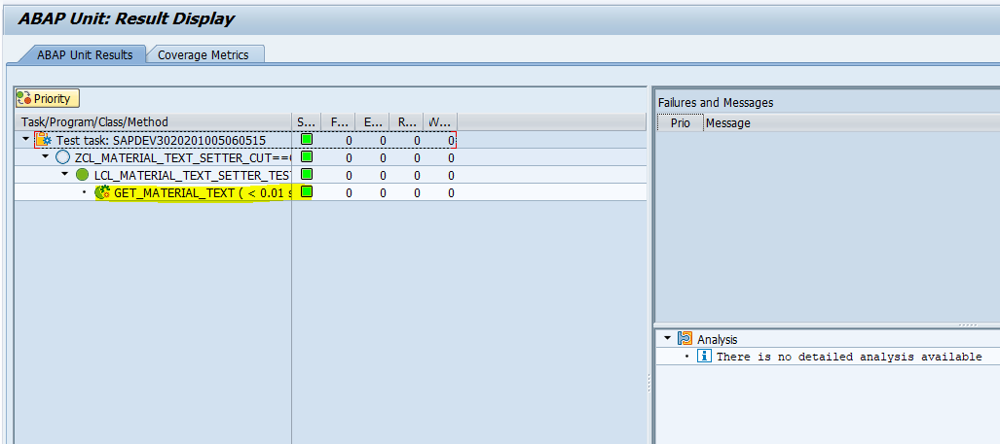 ABAP Unit: Result Display
ABAP Unit Results Coverage Metrics
Priority
Task/Program/Class/Method S... F... E... R... W...
Test task: SAPDEV3020201005060515 0 0 0 0
ZCL_MATERIAL_TEXT_SETTER_CUT== 0 0 0 0
LCL_MATERIAL_TEXT_SETTER_TES 0 0 0 0
GET_MATERIAL_TEXT ( < 0.01 s 0 0 0 0
Failures and Messages
Prio Message
Analysis
There is no detailed analysis available